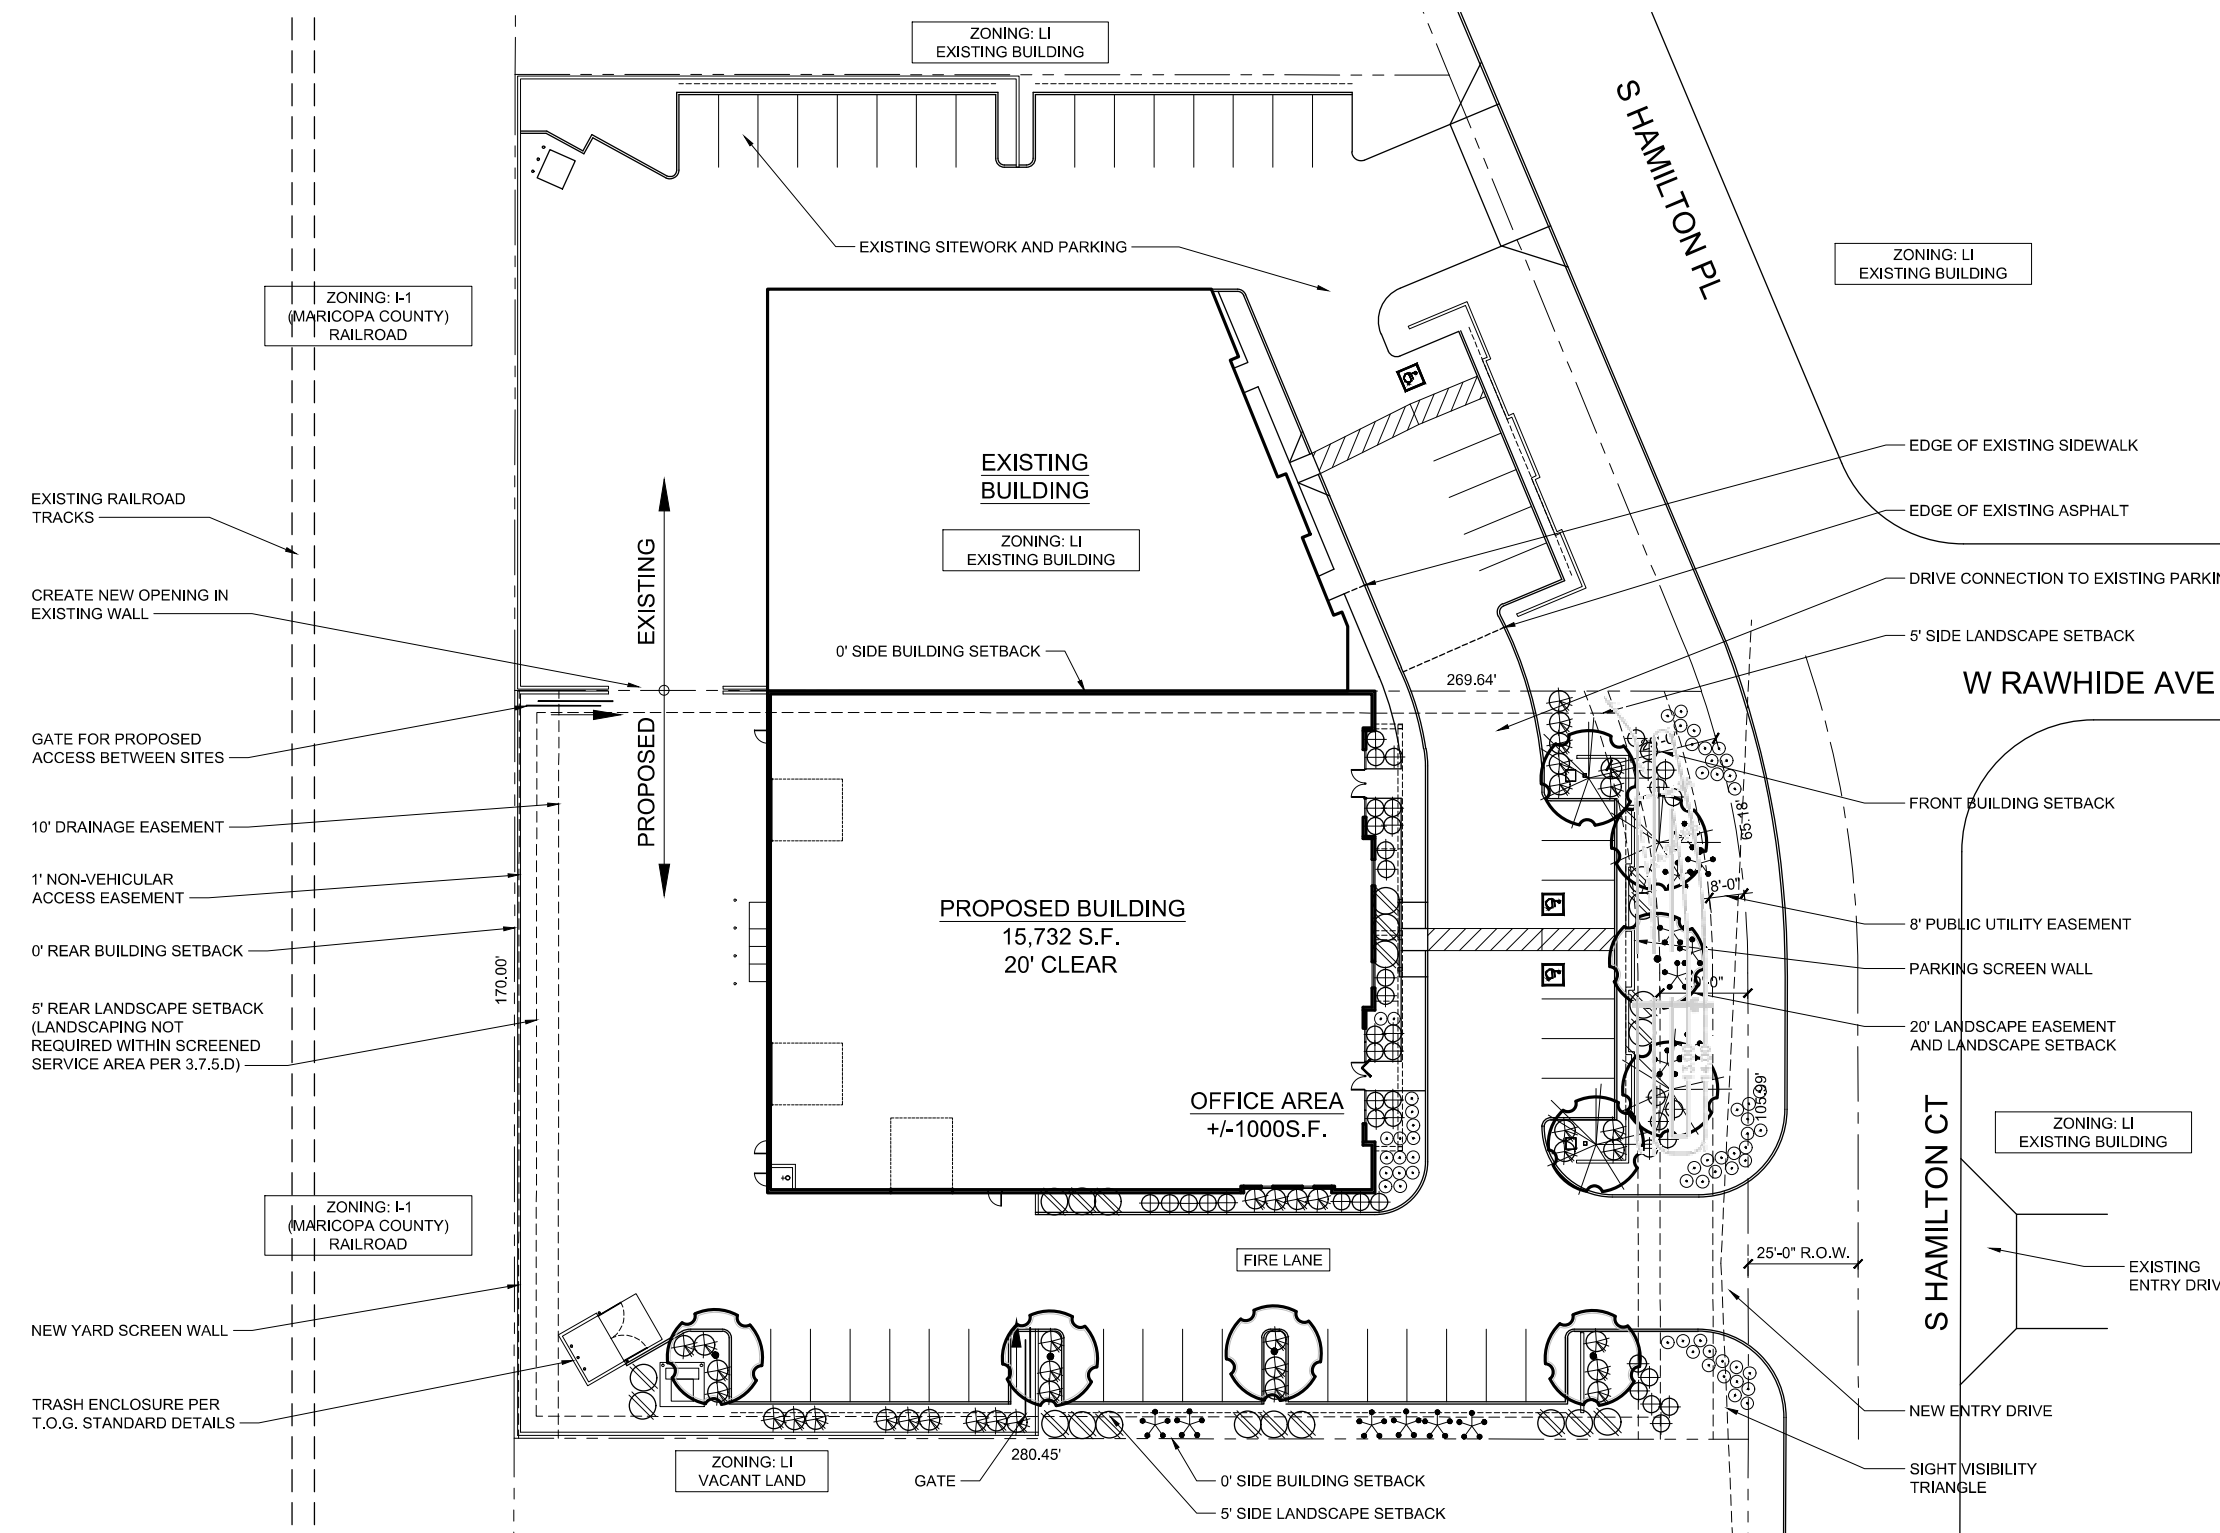 ZONING: LI
EXISTING BUILDING
S HAMILTON PL
EXISTING SITEWORK AND PARKING
ZONING: LI
EXISTING BUILDING
ZONING: I-1
(MARICOPA COUNTY)
RAILROAD
EDGE OF EXISTING SIDEWALK
EXISTING
BUILDING
EXISTING RAILROAD
TRACKS
EDGE OF EXISTING ASPHALT
ZONING: LI
EXISTING BUILDING
EXISTING
DRIVE CONNECTION TO EXISTING PARKIN
CREATE NEW OPENING IN
EXISTING WALL
5' SIDE LANDSCAPE SETBACK
0' SIDE BUILDING SETBACK
269.64'
W RAWHIDE AVE
PROPOSED
GATE FOR PROPOSED
ACCESS BETWEEN SITES
FRONT BUILDING SETBACK
65.18'
10' DRAINAGE EASEMENT
1' NON-VEHICULAR
ACCESS EASEMENT
8'-0"
PROPOSED BUILDING
15,732 S.F.
20' CLEAR
8' PUBLIC UTILITY EASEMENT
0' REAR BUILDING SETBACK
PARKING SCREEN WALL
170.00'
5' REAR LANDSCAPE SETBACK
(LANDSCAPING NOT
REQUIRED WITHIN SCREENED
SERVICE AREA PER 3.7.5.D)
20' LANDSCAPE EASEMENT
AND LANDSCAPE SETBACK
105.99'
OFFICE AREA
+/-1000S.F.
ZONING: LI
EXISTING BUILDING
S HAMILTON CT
ZONING: I-1
(MARICOPA COUNTY)
RAILROAD
FIRE LANE
25'-0" R.O.W.
EXISTING
ENTRY DRIV
NEW YARD SCREEN WALL
TRASH ENCLOSURE PER
T.O.G. STANDARD DETAILS
NEW ENTRY DRIVE
280.45'
ZONING: LI
VACANT LAND
GATE
0' SIDE BUILDING SETBACK
5' SIDE LANDSCAPE SETBACK
SIGHT VISIBILITY
TRIANGLE